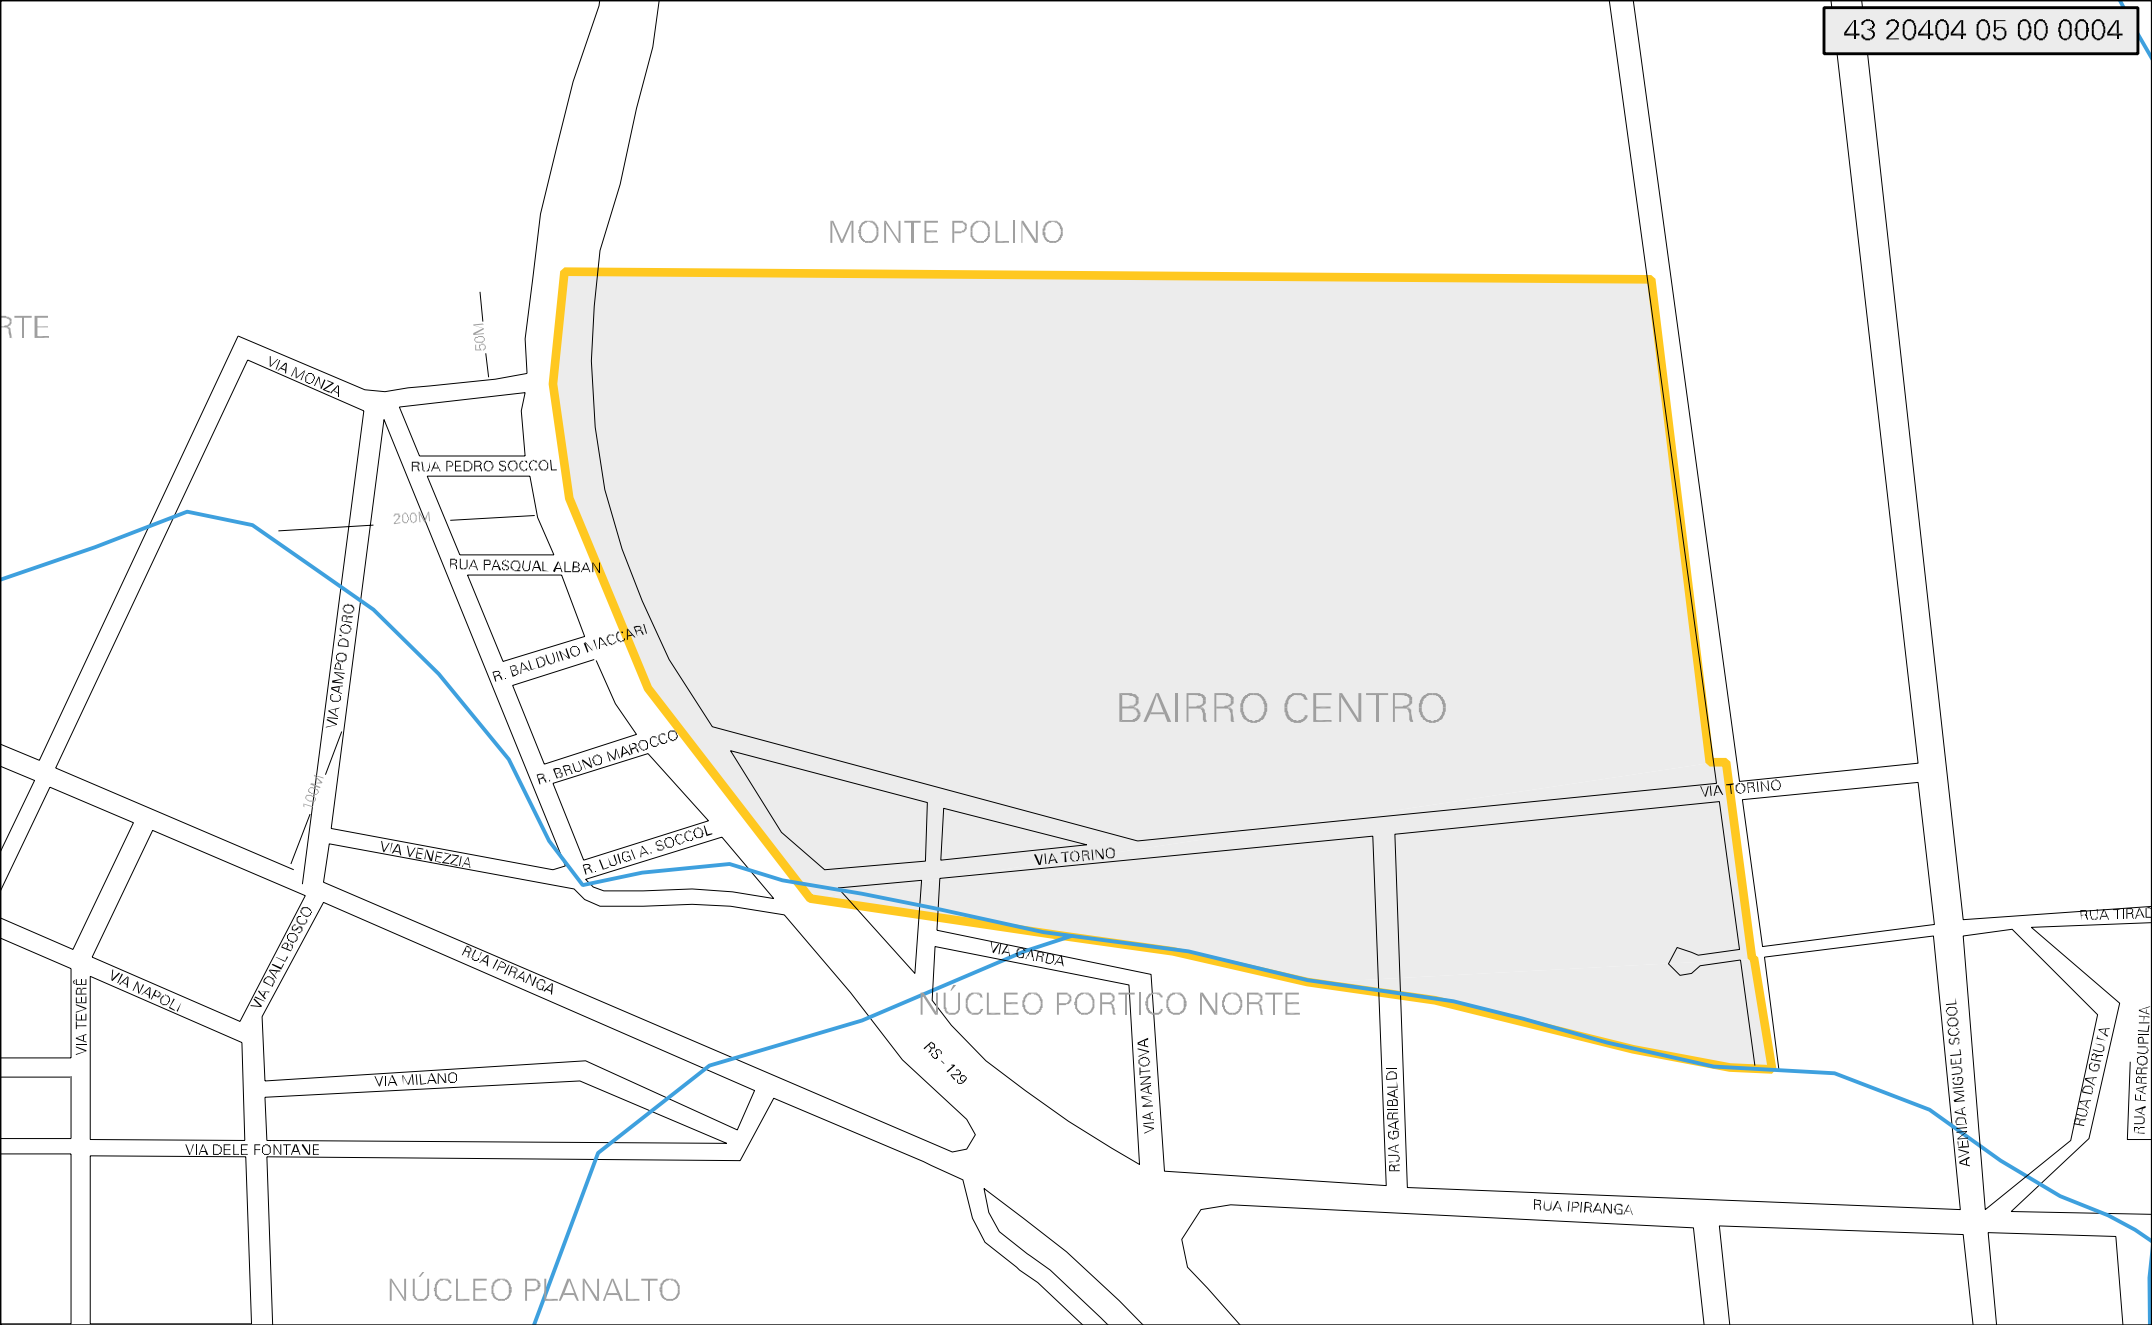 43 20404 05 00 0004
MONTE POLINO
RTE
50M
VIA MONZA
RUA PEDRO SOCCOL
200M
RUA PASQUAL ALBAN
VIA CAMPO D'ORO
R. BALDUINO MACCARI
BAIRRO CENTRO
R. BRUNO MAROCCO
100M
VIA TORINO
R. LUIGI A. SOCCOL
VIA VENEZZIA
VIA TORINO
RUA TIRAD
VIA DALL BOSCO
RUA IPIRANGA
VIA GARDA
VIA NAPOLI
VIA TEVERÊ
NÚCLEO PORTICO NORTE
RS - 129
VIA MANTOVA
RUA GARIBALDI
AVENIDA MIGUEL SCOOL
RUA DA GRUTA
RUA FARROUPILHA
VIA MILANO
VIA DELE FONTANE
RUA IPIRANGA
NÚCLEO PLANALTO